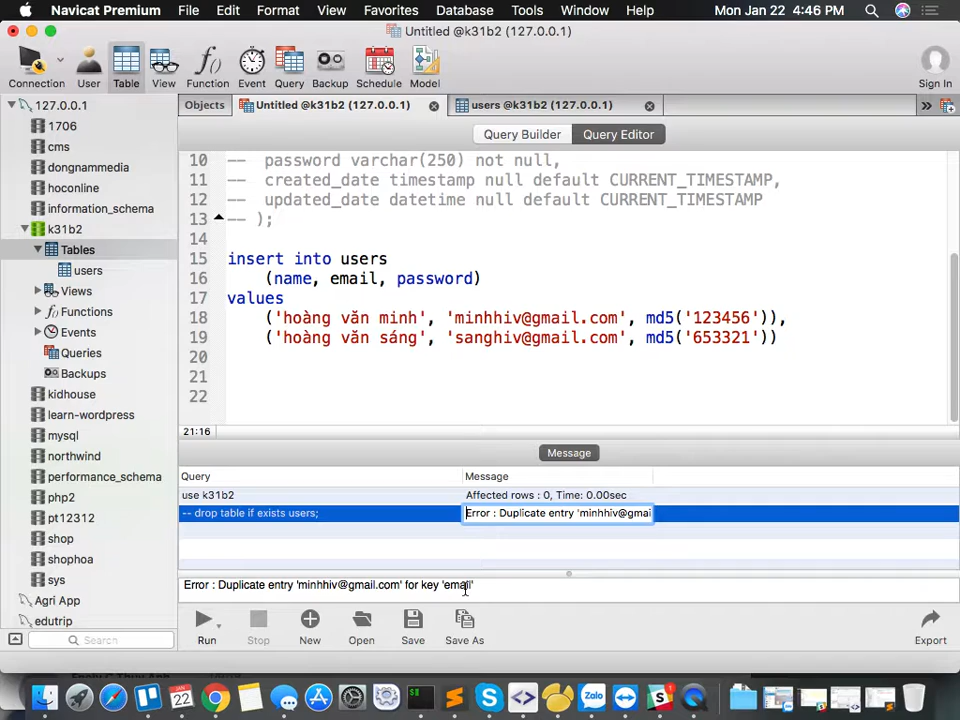 Navicat Premium File Edit Format View Favorites Database Tools Window Help Mon Jan 22 4:46 PM
Untitled @k31b2 (127.0.0.1)
Connection User Table View Function Event Query Backup Schedule Model Sign In
127.0.0.1
1706
cms
dongnammedia
hoconline
information_schema
k31b2
Tables
users
Views
Functions
Events
Queries
Backups
kidhouse
learn-wordpress
mysql
northwind
performance_schema
php2
pt12312
shop
shophoa
sys
Agri App
edutrip
Search
Objects Untitled @k31b2 (127.0.0.1) users @k31b2 (127.0.0.1)
Query Builder Query Editor
10 -- password varchar(250) not null,
11 -- created_date timestamp null default CURRENT_TIMESTAMP,
12 -- updated_date datetime null default CURRENT_TIMESTAMP
13 -- );
14
15 insert into users
16 (name, email, password)
17 values
18 ('hoàng văn minh', 'minhhiv@gmail.com', md5('123456')),
19 ('hoàng văn sáng', 'sanghiv@gmail.com', md5('653321'))
20
21
22
21:16
Message
Query Message
use k31b2 Affected rows : 0, Time: 0.00sec
-- drop table if exists users; Error : Duplicate entry 'minhhiv@gmai
Error : Duplicate entry 'minhhiv@gmail.com' for key 'email'
Run Stop New Open Save Save As Export